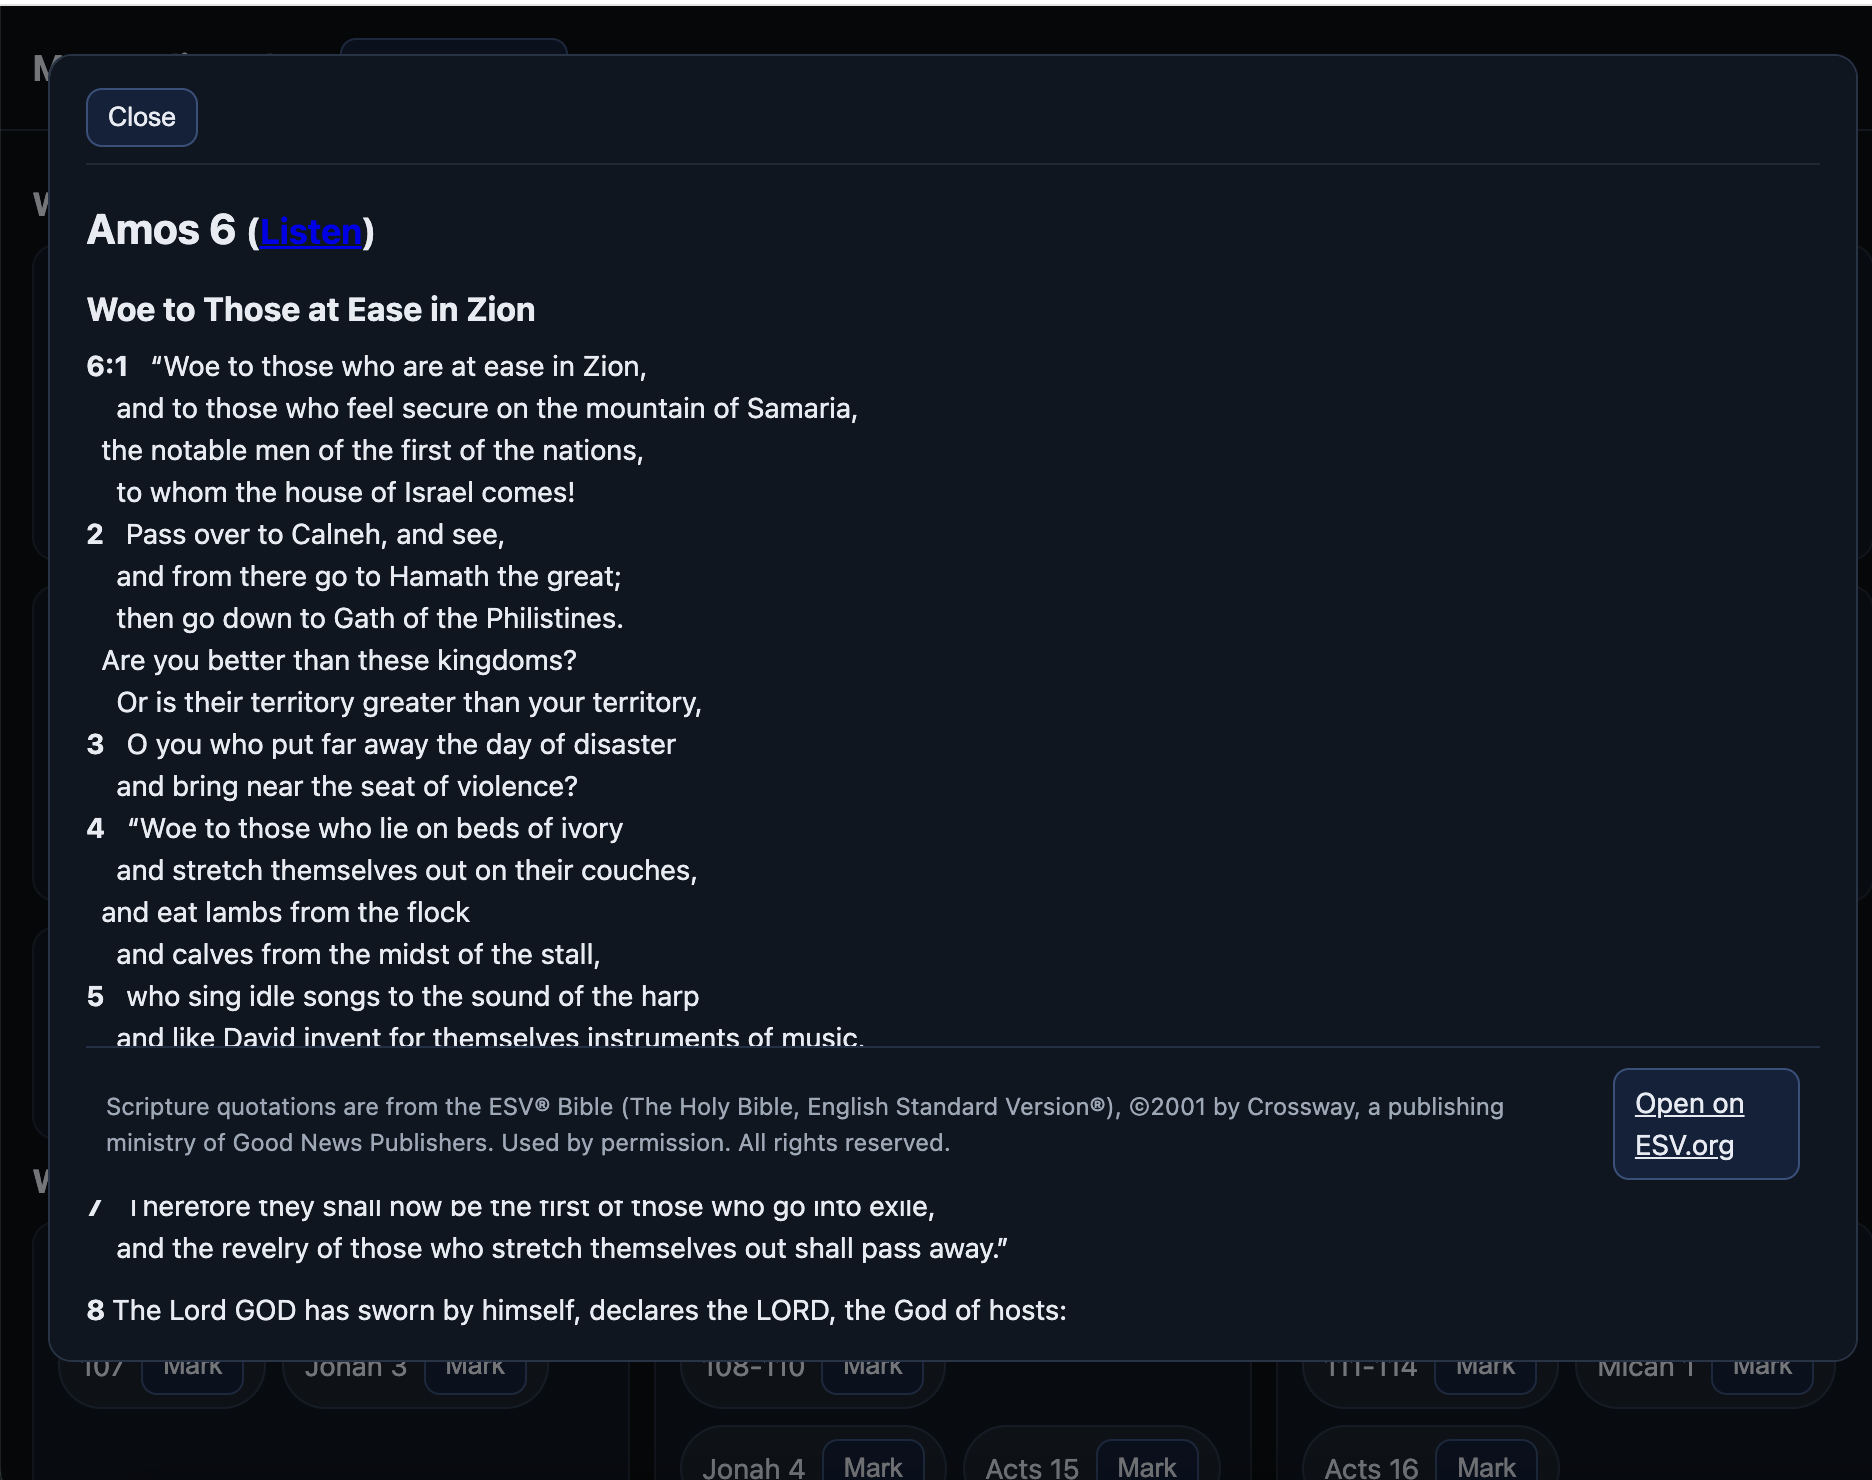 Close
Amos 6 (Listen)
Woe to Those at Ease in Zion
6:1 “Woe to those who are at ease in Zion,
and to those who feel secure on the mountain of Samaria,
the notable men of the first of the nations,
to whom the house of Israel comes!
2 Pass over to Calneh, and see,
and from there go to Hamath the great;
then go down to Gath of the Philistines.
Are you better than these kingdoms?
Or is their territory greater than your territory,
3 O you who put far away the day of disaster
and bring near the seat of violence?
4 “Woe to those who lie on beds of ivory
and stretch themselves out on their couches,
and eat lambs from the flock
and calves from the midst of the stall,
5 who sing idle songs to the sound of the harp
and like David invent for themselves instruments of music,
Scripture quotations are from the ESV® Bible (The Holy Bible, English Standard Version®), ©2001 by Crossway, a publishing
ministry of Good News Publishers. Used by permission. All rights reserved.
Open on
ESV.org
7 Therefore they shall now be the first of those who go into exile,
and the revelry of those who stretch themselves out shall pass away.”
8 The Lord GOD has sworn by himself, declares the LORD, the God of hosts:
107 Mark Jonah 3 Mark 108-110 Mark 111-114 Mark Micah 1 Mark
Jonah 4 Mark Acts 15 Mark Acts 16 Mark